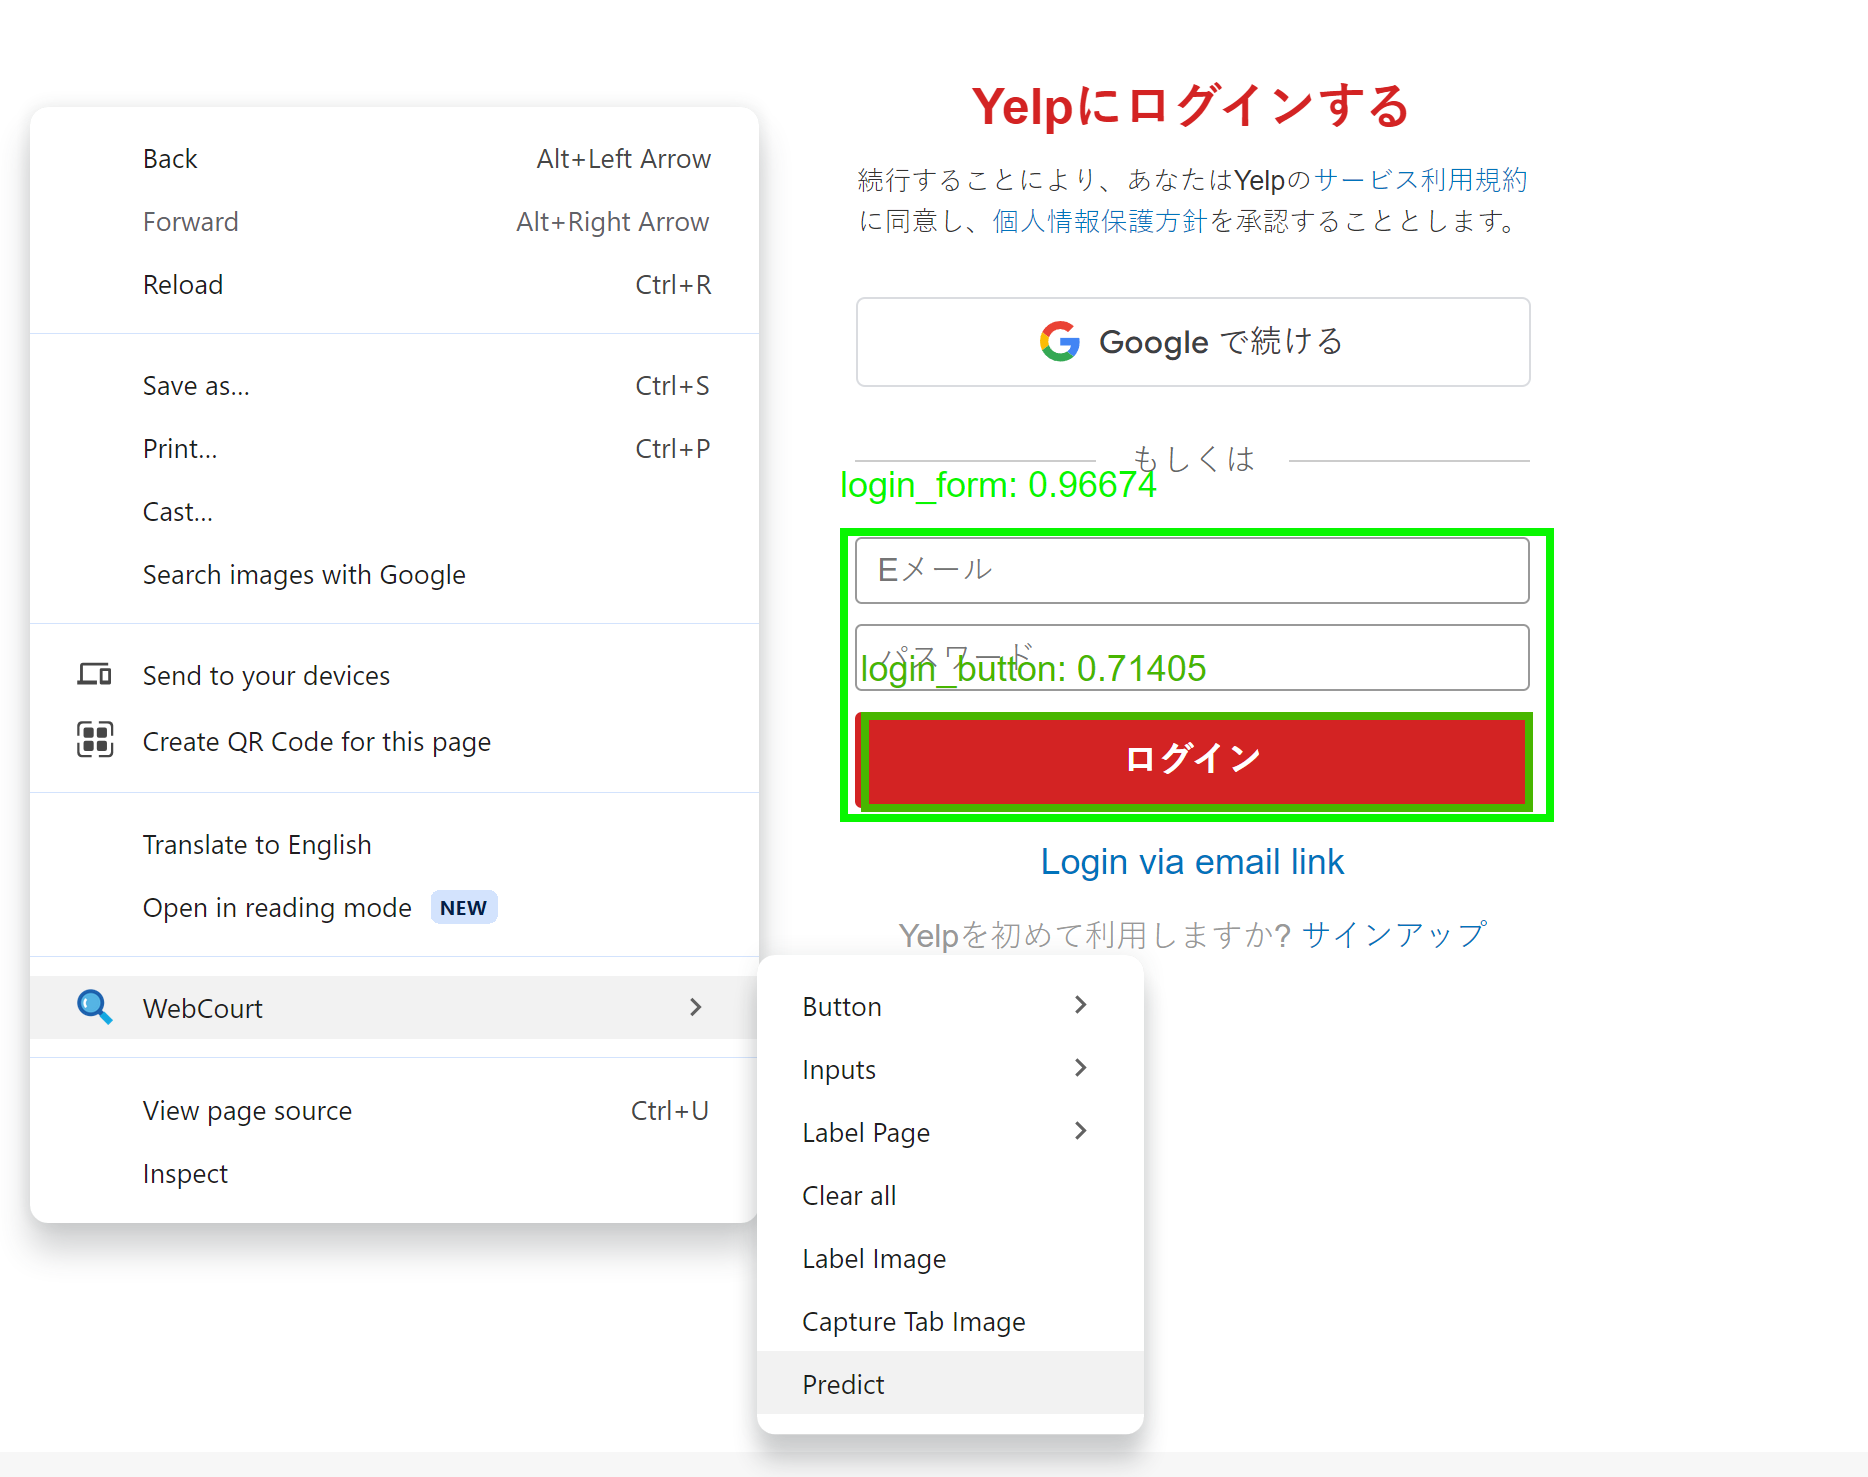 Back Alt+Left Arrow
Forward Alt+Right Arrow
Reload Ctrl+R
Save as... Ctrl+S
Print... Ctrl+P
Cast...
Search images with Google
Send to your devices
Create QR Code for this page
Translate to English
Open in reading mode NEW
WebCourt
View page source Ctrl+U
Inspect
Button
Inputs
Label Page
Clear all
Label Image
Capture Tab Image
Predict
Yelpにログインする
続行することにより、あなたはYelpのサービス利用規約
に同意し、個人情報保護方針を承認することとします。
Google で続ける
もしくは
login_form: 0.96674
Eメール
パスワード
login_button: 0.71405
ログイン
Login via email link
Yelpを初めて利用しますか? サインアップ